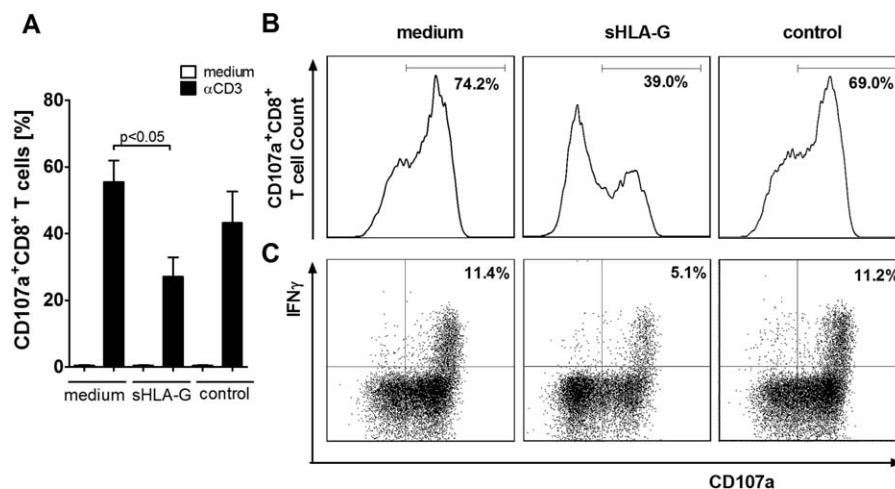 A
medium
αCD3
CD107a⁺CD8⁺ T cells [%]
80
60
40
20
0
p<0.05
medium sHLA-G control
B
medium sHLA-G control
CD107a⁺CD8⁺
T cell Count
74.2% 39.0% 69.0%
C
IFNγ
11.4% 5.1% 11.2%
CD107a